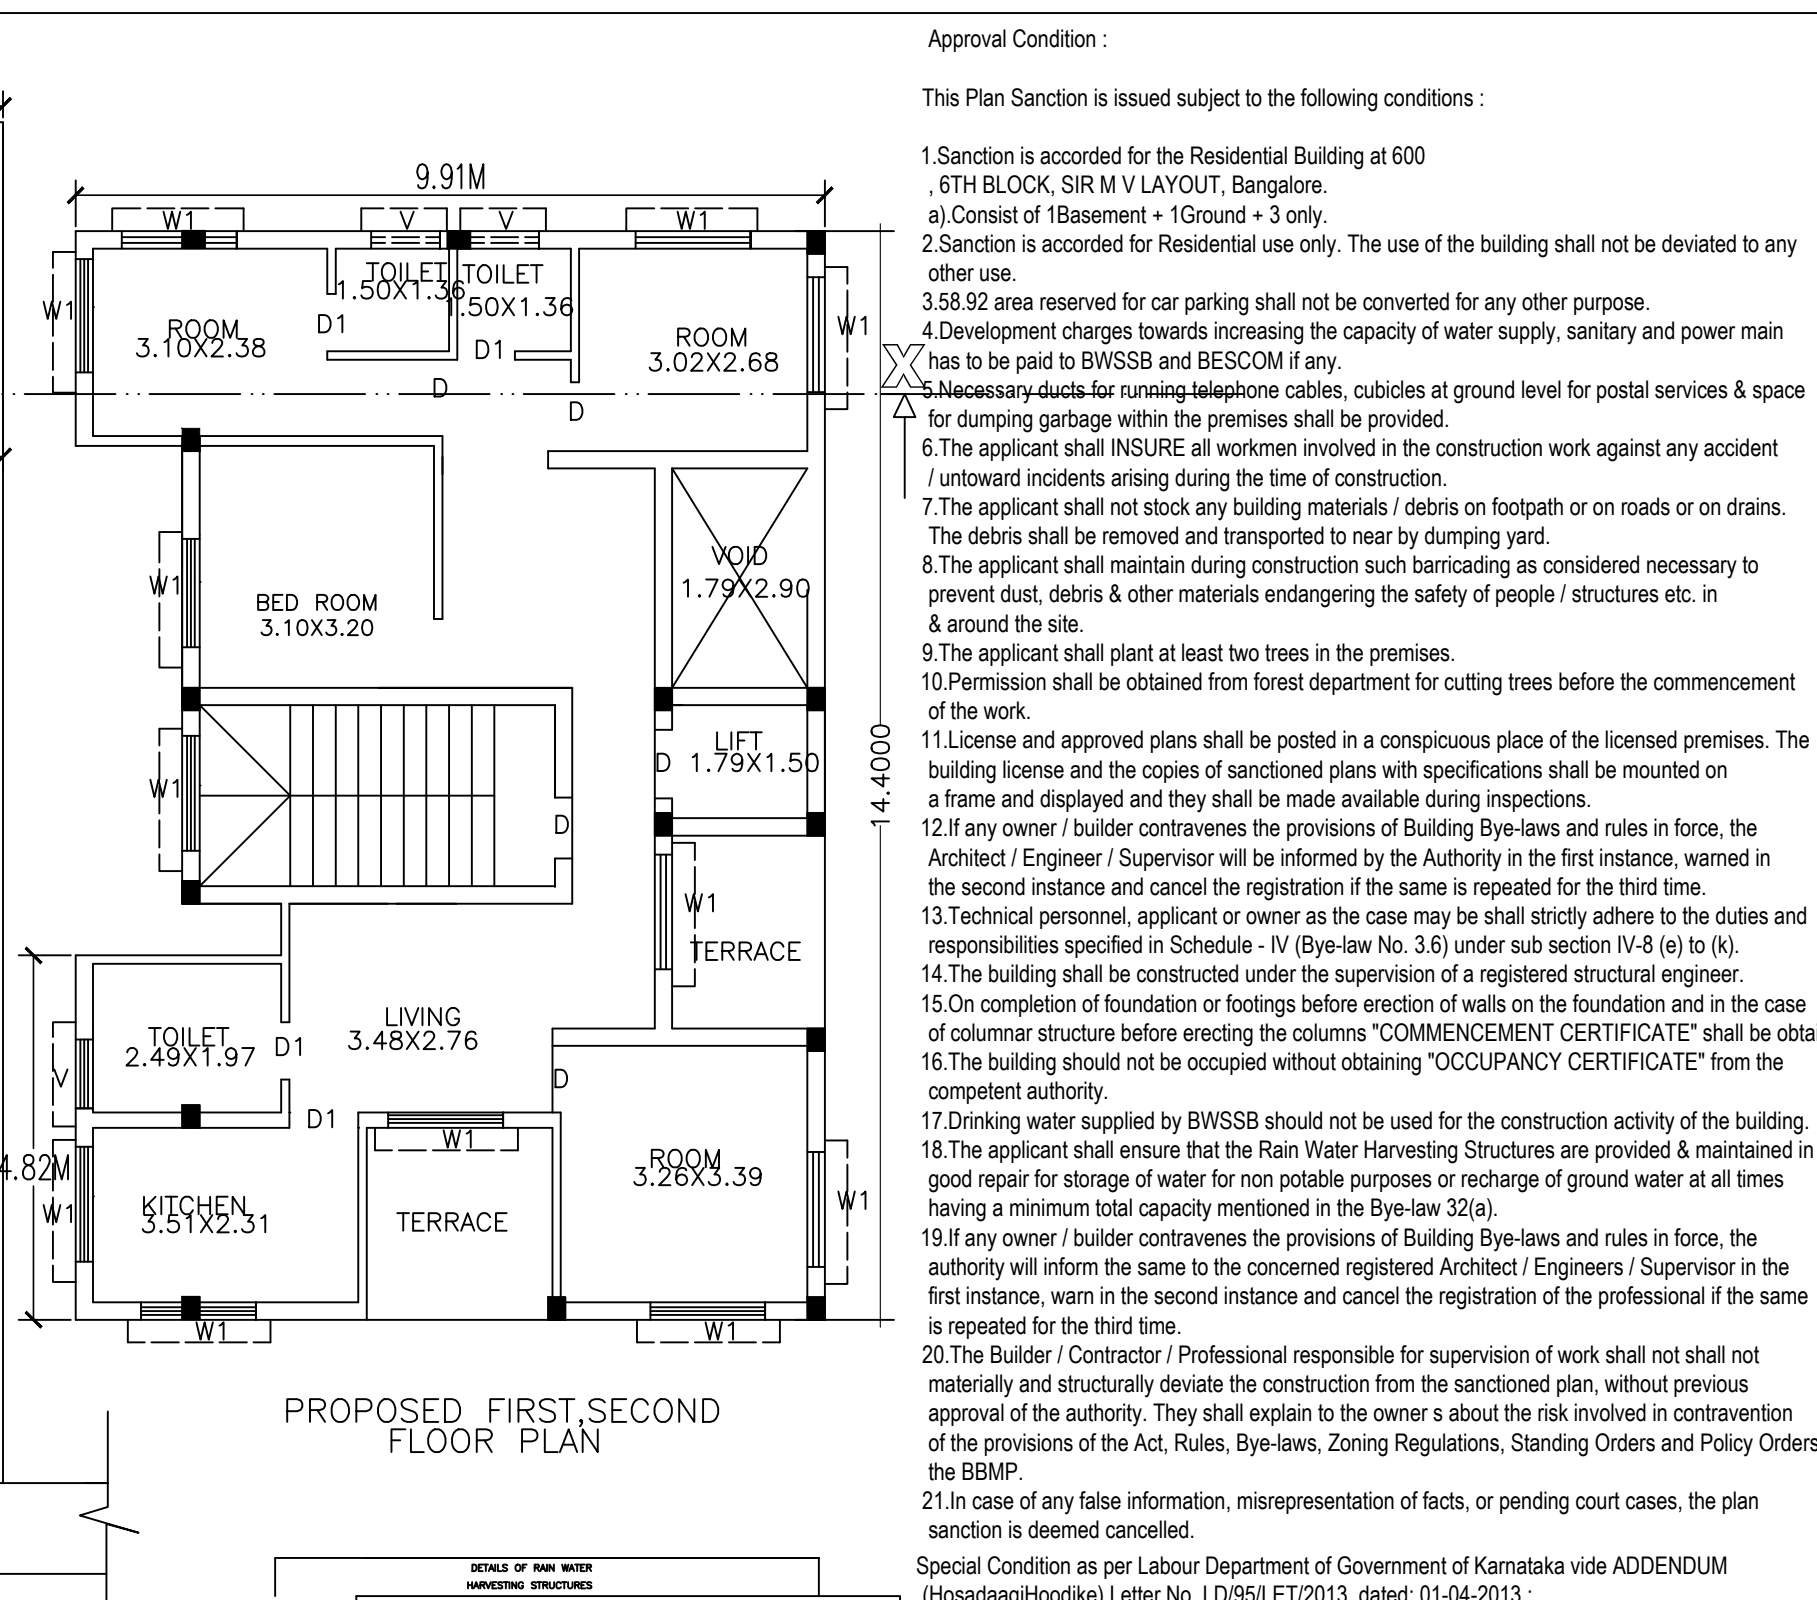 9.91M
W1
V
V
W1
TOILET
TOILET
1.50X1.36
1.50X1.36
W1
ROOM
3.10X2.38
D1
D1
ROOM
3.02X2.68
W1
D
D
X
VOID
1.79X2.90
W1
BED ROOM
3.10X3.20
LIFT
1.79X1.50
D
14.4000
W1
D
W1
TERRACE
LIVING
3.48X2.76
TOILET
2.49X1.97
D1
V
D
D1
W1
4.82M
ROOM
3.26X3.39
W1
KITCHEN
3.51X2.31
W1
TERRACE
W1
W1
PROPOSED FIRST,SECOND
FLOOR PLAN
DETAILS OF RAIN WATER
HARVESTING STRUCTURES
Approval Condition :
This Plan Sanction is issued subject to the following conditions :
1.Sanction is accorded for the Residential Building at 600
, 6TH BLOCK, SIR M V LAYOUT, Bangalore.
a).Consist of 1Basement + 1Ground + 3 only.
2.Sanction is accorded for Residential use only. The use of the building shall not be deviated to any
other use.
3.58.92 area reserved for car parking shall not be converted for any other purpose.
4.Development charges towards increasing the capacity of water supply, sanitary and power main
has to be paid to BWSSB and BESCOM if any.
5.Necessary ducts for running telephone cables, cubicles at ground level for postal services & space
for dumping garbage within the premises shall be provided.
6.The applicant shall INSURE all workmen involved in the construction work against any accident
/ untoward incidents arising during the time of construction.
7.The applicant shall not stock any building materials / debris on footpath or on roads or on drains.
The debris shall be removed and transported to near by dumping yard.
8.The applicant shall maintain during construction such barricading as considered necessary to
prevent dust, debris & other materials endangering the safety of people / structures etc. in
& around the site.
9.The applicant shall plant at least two trees in the premises.
10.Permission shall be obtained from forest department for cutting trees before the commencement
of the work.
11.License and approved plans shall be posted in a conspicuous place of the licensed premises. The
building license and the copies of sanctioned plans with specifications shall be mounted on
a frame and displayed and they shall be made available during inspections.
12.If any owner / builder contravenes the provisions of Building Bye-laws and rules in force, the
Architect / Engineer / Supervisor will be informed by the Authority in the first instance, warned in
the second instance and cancel the registration if the same is repeated for the third time.
13.Technical personnel, applicant or owner as the case may be shall strictly adhere to the duties and
responsibilities specified in Schedule - IV (Bye-law No. 3.6) under sub section IV-8 (e) to (k).
14.The building shall be constructed under the supervision of a registered structural engineer.
15.On completion of foundation or footings before erection of walls on the foundation and in the case
of columnar structure before erecting the columns "COMMENCEMENT CERTIFICATE" shall be obtai
16.The building should not be occupied without obtaining "OCCUPANCY CERTIFICATE" from the
competent authority.
17.Drinking water supplied by BWSSB should not be used for the construction activity of the building.
18.The applicant shall ensure that the Rain Water Harvesting Structures are provided & maintained in
good repair for storage of water for non potable purposes or recharge of ground water at all times
having a minimum total capacity mentioned in the Bye-law 32(a).
19.If any owner / builder contravenes the provisions of Building Bye-laws and rules in force, the
authority will inform the same to the concerned registered Architect / Engineers / Supervisor in the
first instance, warn in the second instance and cancel the registration of the professional if the same
is repeated for the third time.
20.The Builder / Contractor / Professional responsible for supervision of work shall not shall not
materially and structurally deviate the construction from the sanctioned plan, without previous
approval of the authority. They shall explain to the owner s about the risk involved in contravention
of the provisions of the Act, Rules, Bye-laws, Zoning Regulations, Standing Orders and Policy Orders
the BBMP.
21.In case of any false information, misrepresentation of facts, or pending court cases, the plan
sanction is deemed cancelled.
Special Condition as per Labour Department of Government of Karnataka vide ADDENDUM
(HosadaagiHoodike) Letter No. LD/95/LET/2013, dated: 01-04-2013 :